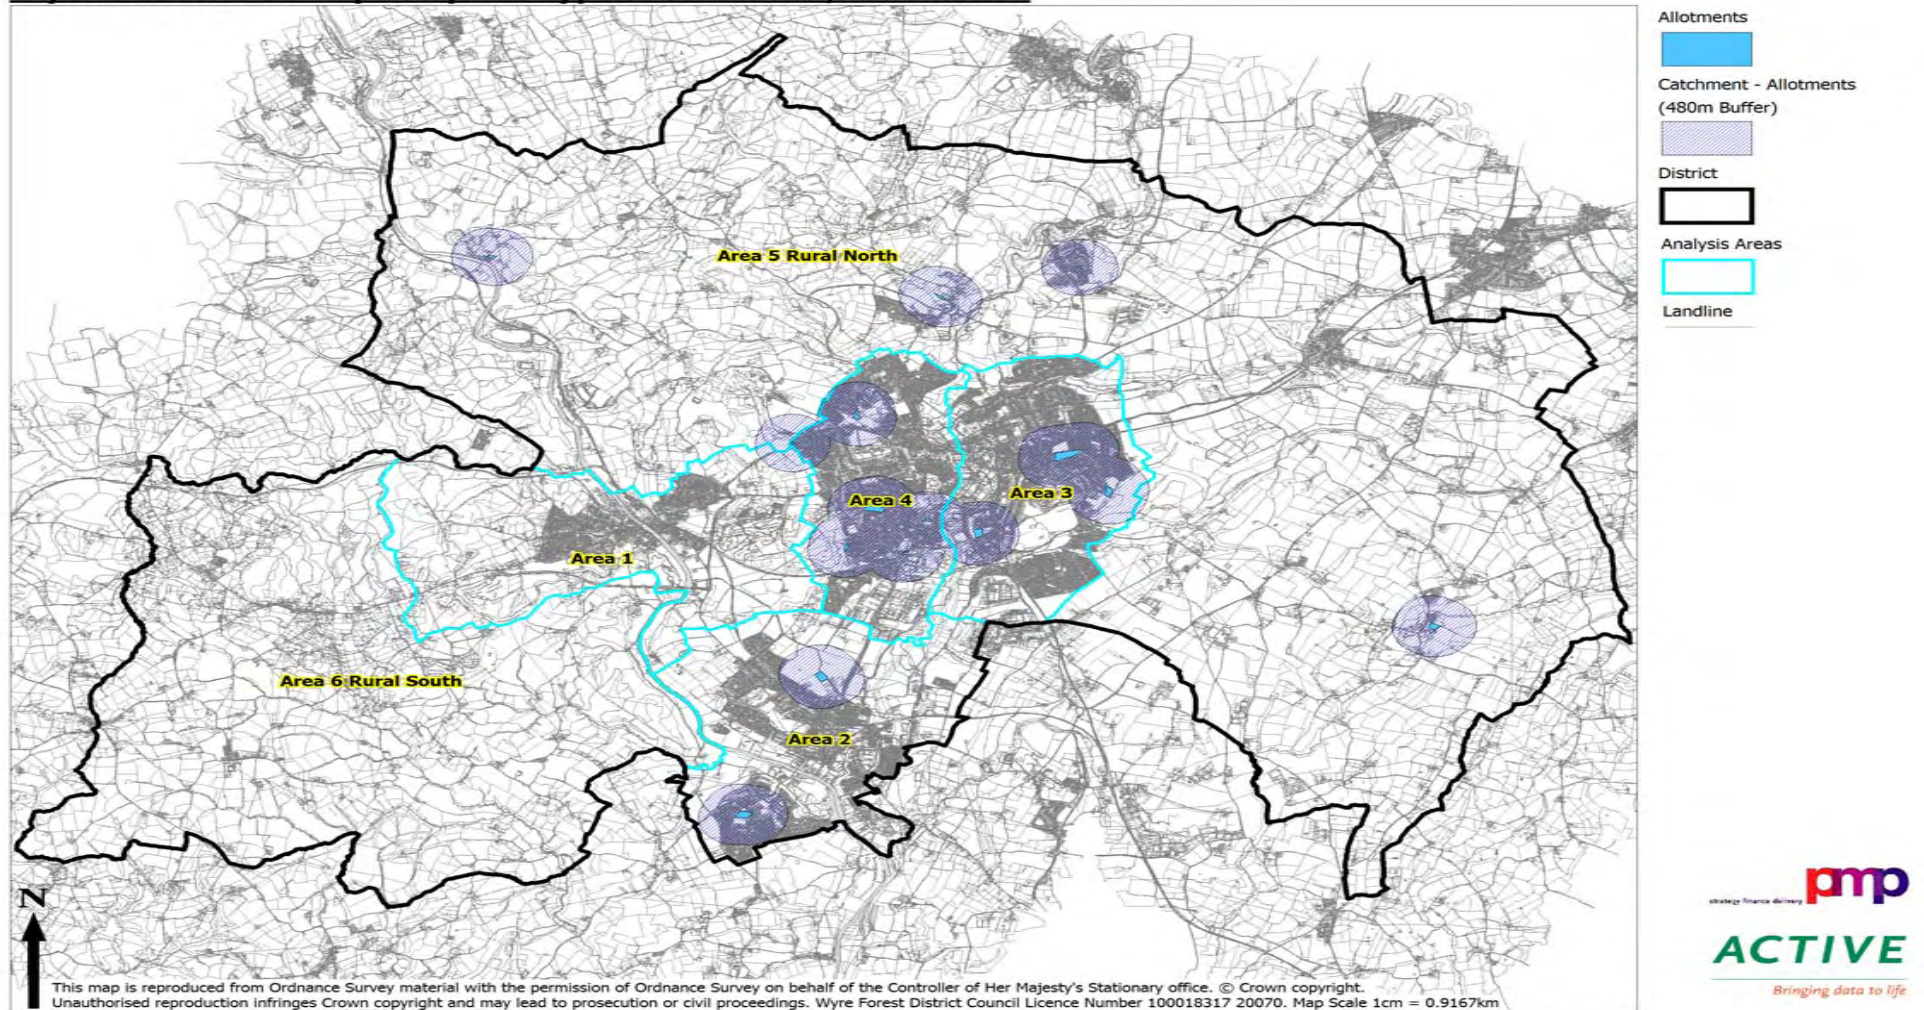 Allotments
Catchment - Allotments
(480m Buffer)
District
Analysis Areas
Landline
Area 5 Rural North
Area 4
Area 3
Area 1
Area 6 Rural South
Area 2
N
This map is reproduced from Ordnance Survey material with the permission of Ordnance Survey on behalf of the Controller of Her Majesty's Stationary office. © Crown copyright.
Unauthorised reproduction infringes Crown copyright and may lead to prosecution or civil proceedings. Wyre Forest District Council Licence Number 100018317 20070. Map Scale 1cm = 0.9167km
strategy finance delivery pmp
ACTIVE
Bringing data to life